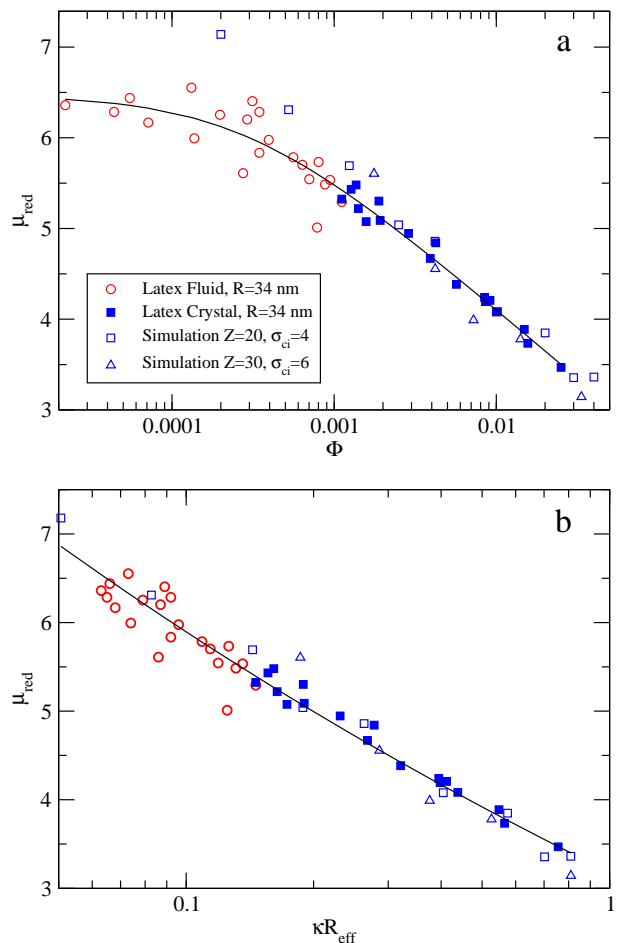 a
7
6
5
4
3
μred
Latex Fluid, R=34 nm
Latex Crystal, R=34 nm
Simulation Z=20, σci=4
Simulation Z=30, σci=6
0.0001
0.001
0.01
Φ
b
7
6
5
4
3
μred
0.1
1
κReff